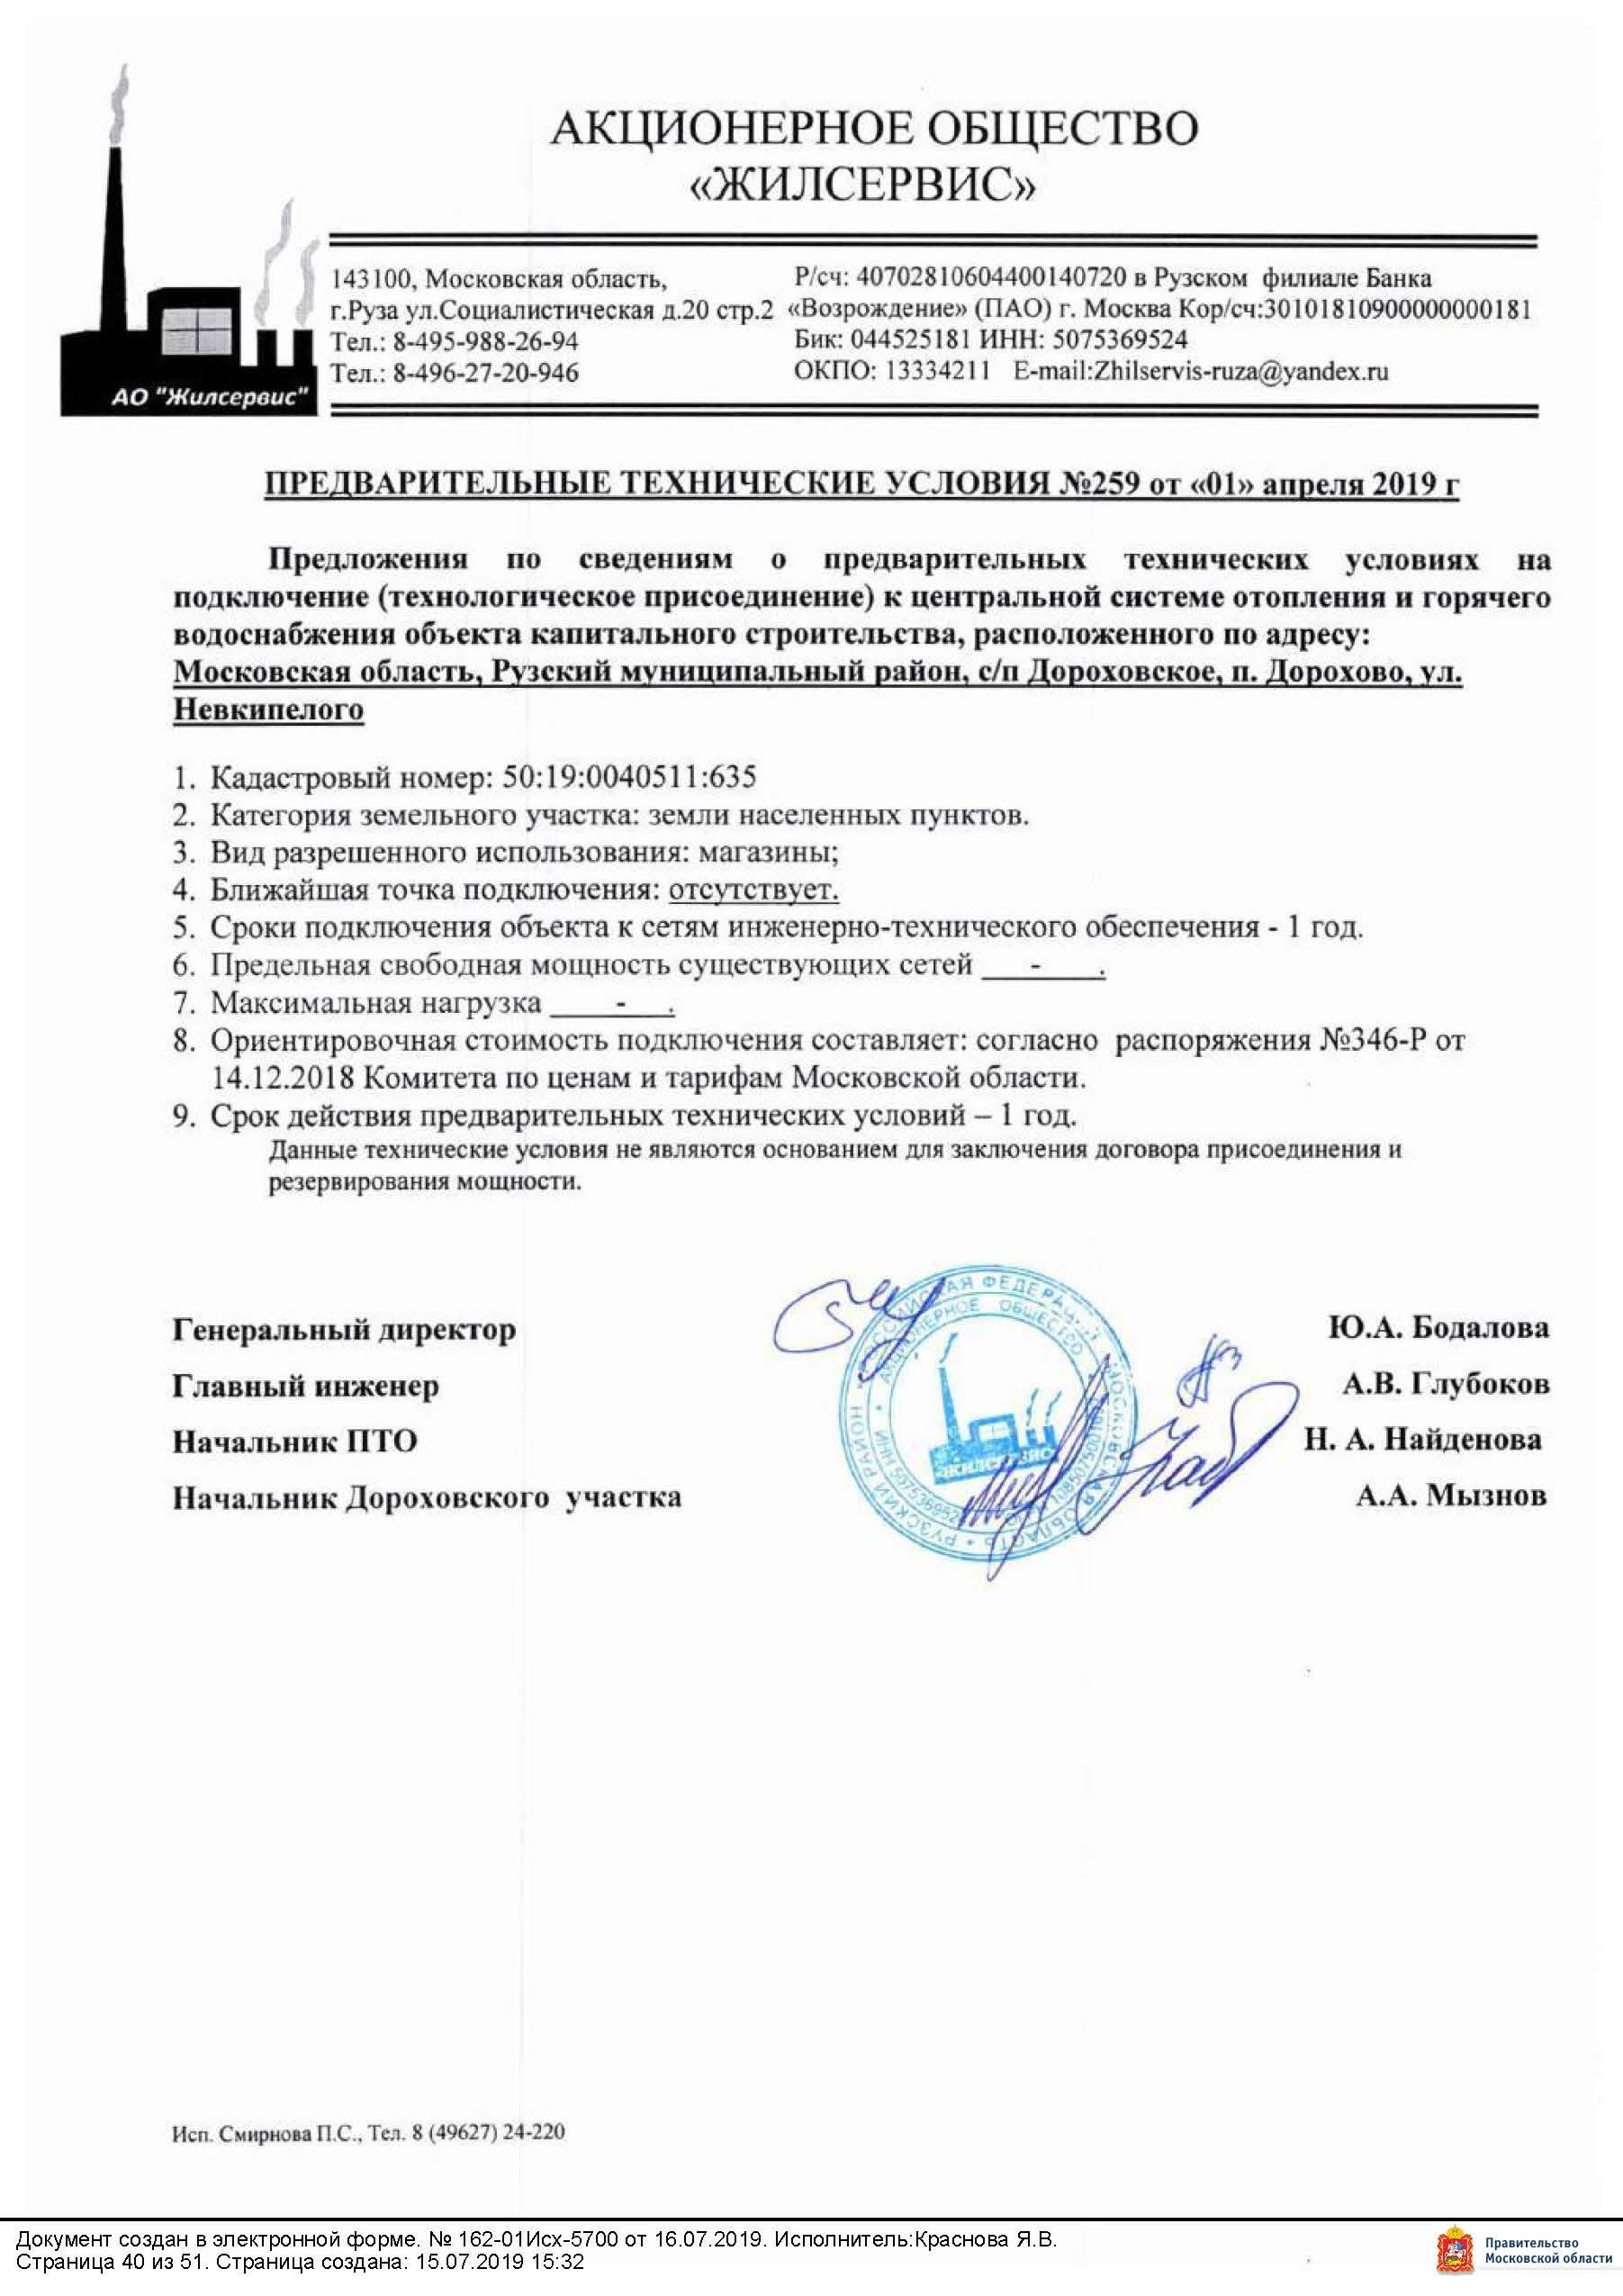 АКЦИОНЕРНОЕ ОБЩЕСТВО
«ЖИЛСЕРВИС»
АО "Жилсервис"
143100, Московская область,
г.Руза ул.Социалистическая д.20 стр.2
Тел.: 8-495-988-26-94
Тел.: 8-496-27-20-946
Р/сч: 40702810604400140720 в Рузском филиале Банка
«Возрождение» (ПАО) г. Москва Кор/сч:30101810900000000181
Бик: 044525181 ИНН: 5075369524
ОКПО: 13334211 E-mail:Zhilservis-ruza@yandex.ru
ПРЕДВАРИТЕЛЬНЫЕ ТЕХНИЧЕСКИЕ УСЛОВИЯ №259 от «01» апреля 2019 г
Предложения по сведениям о предварительных технических условиях на
подключение (технологическое присоединение) к центральной системе отопления и горячего
водоснабжения объекта капитального строительства, расположенного по адресу:
Московская область, Рузский муниципальный район, с/п Дороховское, п. Дорохово, ул.
Невкипелого
1. Кадастровый номер: 50:19:0040511:635
2. Категория земельного участка: земли населенных пунктов.
3. Вид разрешенного использования: магазины;
4. Ближайшая точка подключения: отсутствует.
5. Сроки подключения объекта к сетям инженерно-технического обеспечения - 1 год.
6. Предельная свободная мощность существующих сетей ___-____.
7. Максимальная нагрузка ____-___.
8. Ориентировочная стоимость подключения составляет: согласно распоряжения №346-Р от
14.12.2018 Комитета по ценам и тарифам Московской области.
9. Срок действия предварительных технических условий – 1 год.
Данные технические условия не являются основанием для заключения договора присоединения и
резервирования мощности.
Генеральный директор Ю.А. Бодалова
Главный инженер А.В. Глубоков
Начальник ПТО Н. А. Найденова
Начальник Дороховского участка А.А. Мызнов
АКЦИОНЕРНОЕ ОБЩЕСТВО
МОСКОВСКАЯ ОБЛАСТЬ • РУЗСКИЙ РАЙОН
«ЖИЛСЕРВИС»
Исп. Смирнова П.С., Тел. 8 (49627) 24-220
Документ создан в электронной форме. № 162-01Исх-5700 от 16.07.2019. Исполнитель:Краснова Я.В.
Страница 40 из 51. Страница создана: 15.07.2019 15:32
Правительство
Московской области